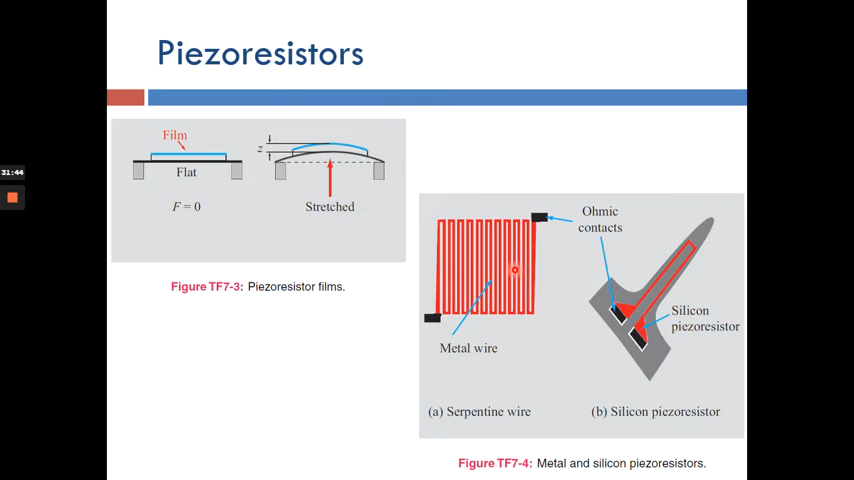 Piezoresistors
31:44
Film
Flat
F = 0
z
Stretched
Figure TF7-3: Piezoresistor films.
Ohmic
contacts
Metal wire
Silicon
piezoresistor
(a) Serpentine wire
(b) Silicon piezoresistor
Figure TF7-4: Metal and silicon piezoresistors.